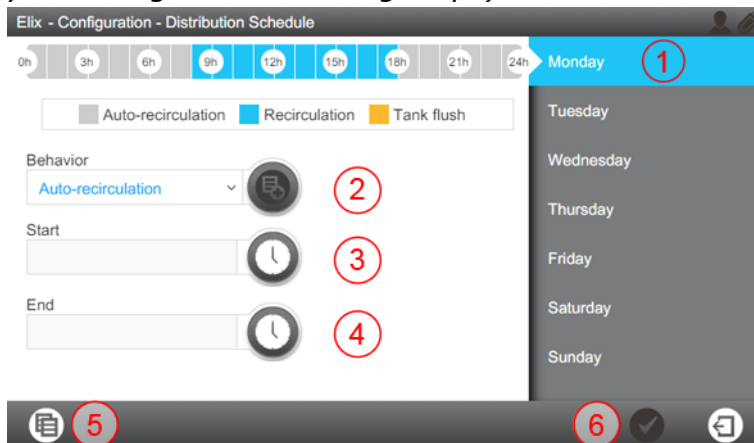 Elix - Configuration - Distribution Schedule
0h 3h 6h 9h 12h 15h 18h 21h 24h
Monday 1
Auto-recirculation Recirculation Tank flush
Tuesday
Behavior
Auto-recirculation 2
Wednesday
Thursday
Start
3
Friday
End
4
Saturday
Sunday
5 6